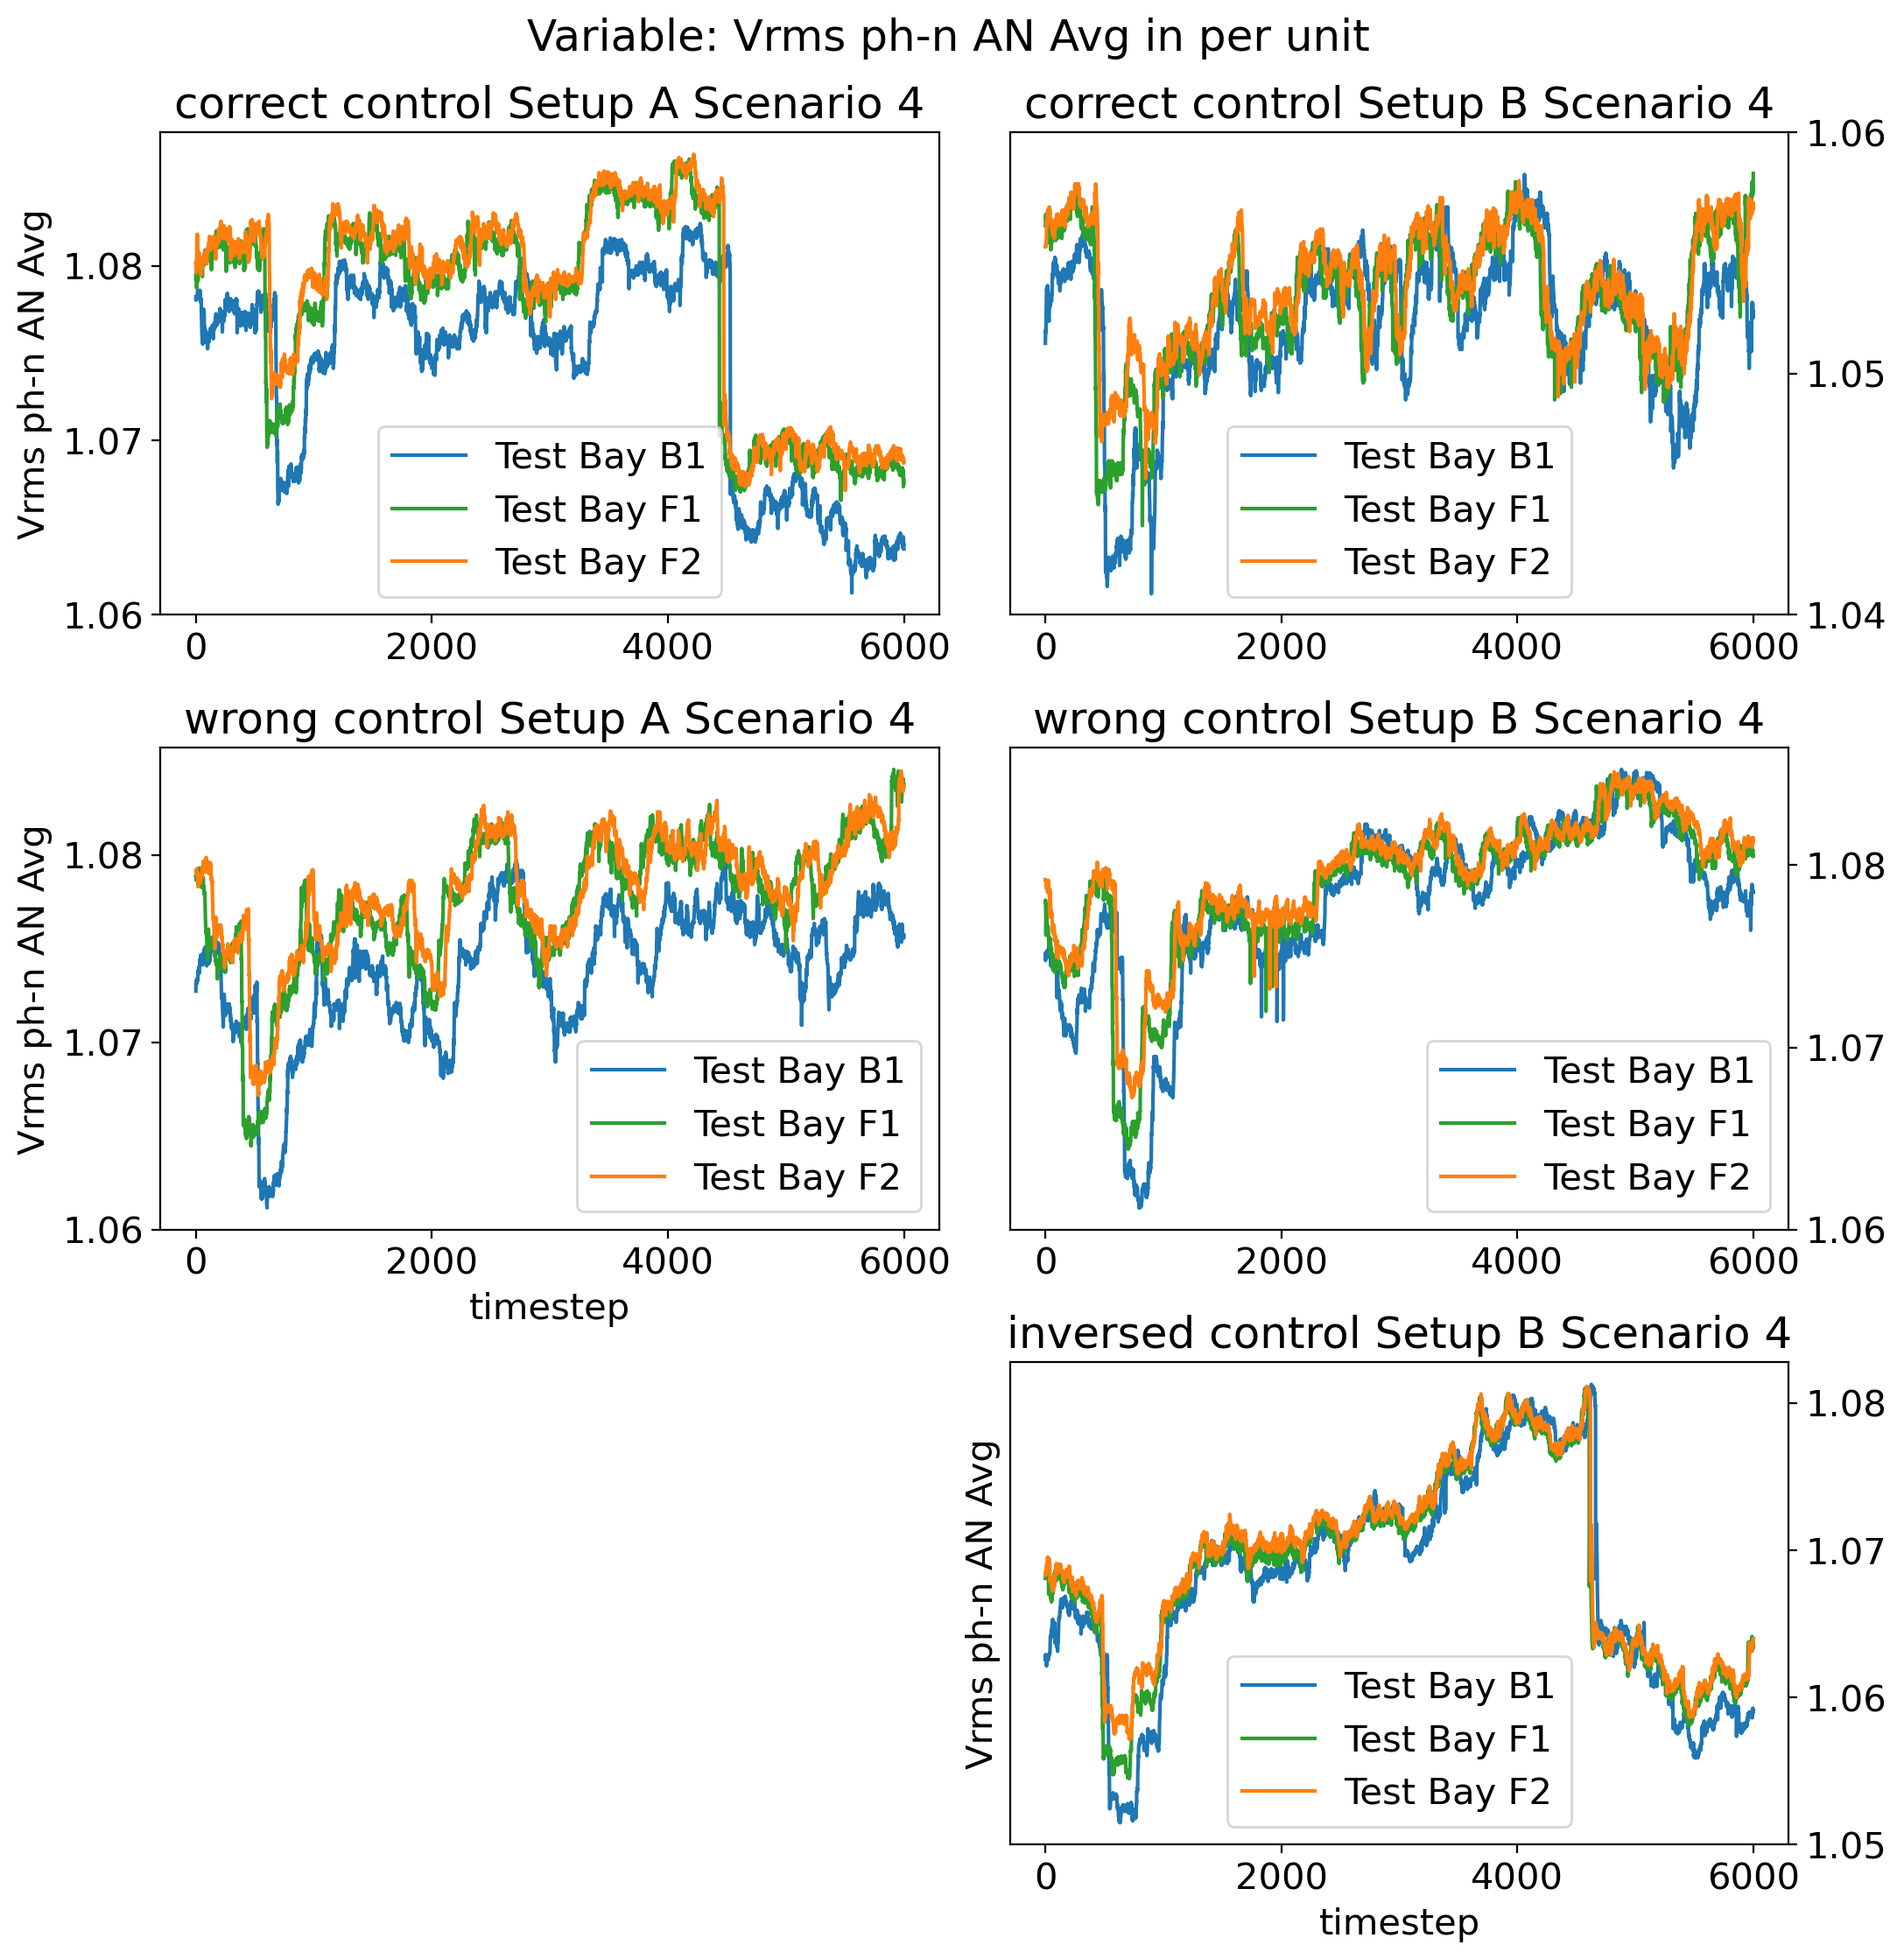 Variable: Vrms ph-n AN Avg in per unit
correct control Setup A Scenario 4
Vrms ph-n AN Avg
1.08
1.07
1.06
Test Bay B1
Test Bay F1
Test Bay F2
0 2000 4000 6000
correct control Setup B Scenario 4
1.06
1.05
1.04
Test Bay B1
Test Bay F1
Test Bay F2
0 2000 4000 6000
wrong control Setup A Scenario 4
Vrms ph-n AN Avg
1.08
1.07
1.06
Test Bay B1
Test Bay F1
Test Bay F2
0 2000 4000 6000
timestep
wrong control Setup B Scenario 4
1.08
1.07
1.06
Test Bay B1
Test Bay F1
Test Bay F2
0 2000 4000 6000
inversed control Setup B Scenario 4
Vrms ph-n AN Avg
1.08
1.07
1.06
1.05
Test Bay B1
Test Bay F1
Test Bay F2
0 2000 4000 6000
timestep